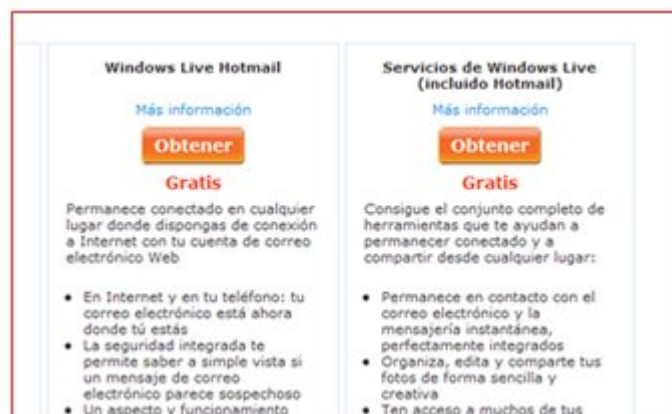 Windows Live Hotmail
Más información
Obtener
Gratis
Permanece conectado en cualquier
lugar donde dispongas de conexión
a Internet con tu cuenta de correo
electrónico Web
• En Internet y en tu teléfono: tu
correo electrónico está ahora
donde tú estás
• La seguridad integrada te
permite saber a simple vista si
un mensaje de correo
electrónico parece sospechoso
• Un aspecto y funcionamiento
Servicios de Windows Live
(incluido Hotmail)
Más información
Obtener
Gratis
Consigue el conjunto completo de
herramientas que te ayudan a
permanecer conectado y a
compartir desde cualquier lugar:
• Permanece en contacto con el
correo electrónico y la
mensajería instantánea,
perfectamente integrados
• Organiza, edita y comparte tus
fotos de forma sencilla y
creativa
• Ten acceso a muchos de tus